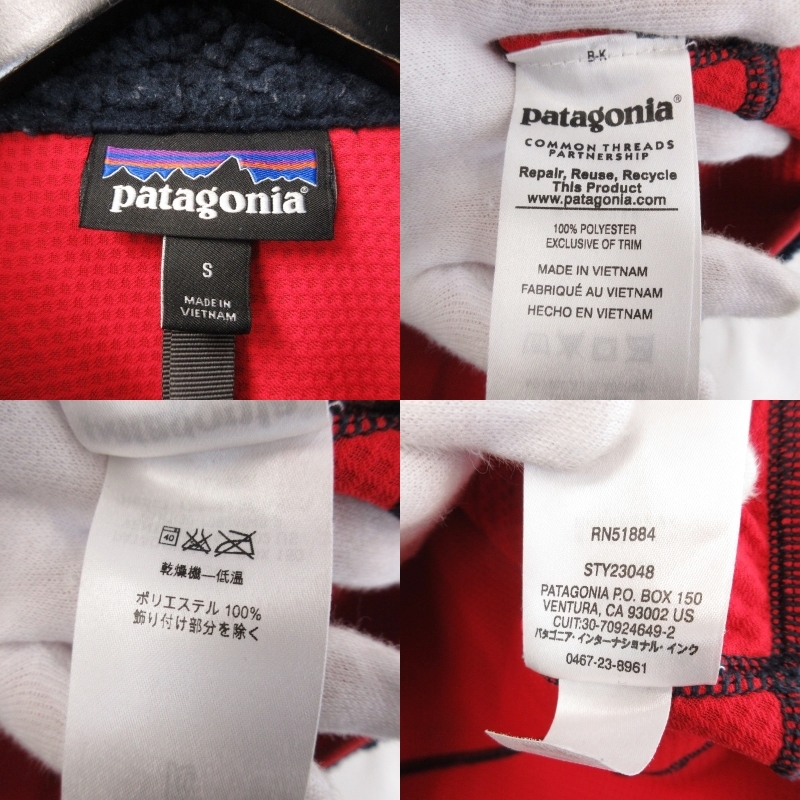 patagonia®
S
MADE IN
VIETNAM
B-K
patagonia®
COMMON THREADS
PARTNERSHIP
Repair, Reuse, Recycle
This Product
www.patagonia.com
100% POLYESTER
EXCLUSIVE OF TRIM
MADE IN VIETNAM
FABRIQUÉ AU VIETNAM
HECHO EN VIETNAM
40
乾燥機—低温
ポリエステル 100%
飾り付け部分を除く
RN51884
STY23048
PATAGONIA P.O. BOX 150
VENTURA, CA 93002 US
CUIT:30-70924649-2
パタゴニア・インターナショナル・インク
0467-23-8961